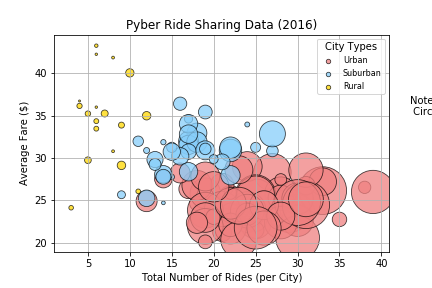 Pyber Ride Sharing Data (2016)
City Types
Urban
Suburban
Rural
Note
Circ
Average Fare ($)
40
35
30
25
20
5
10
15
20
25
30
35
40
Total Number of Rides (per City)